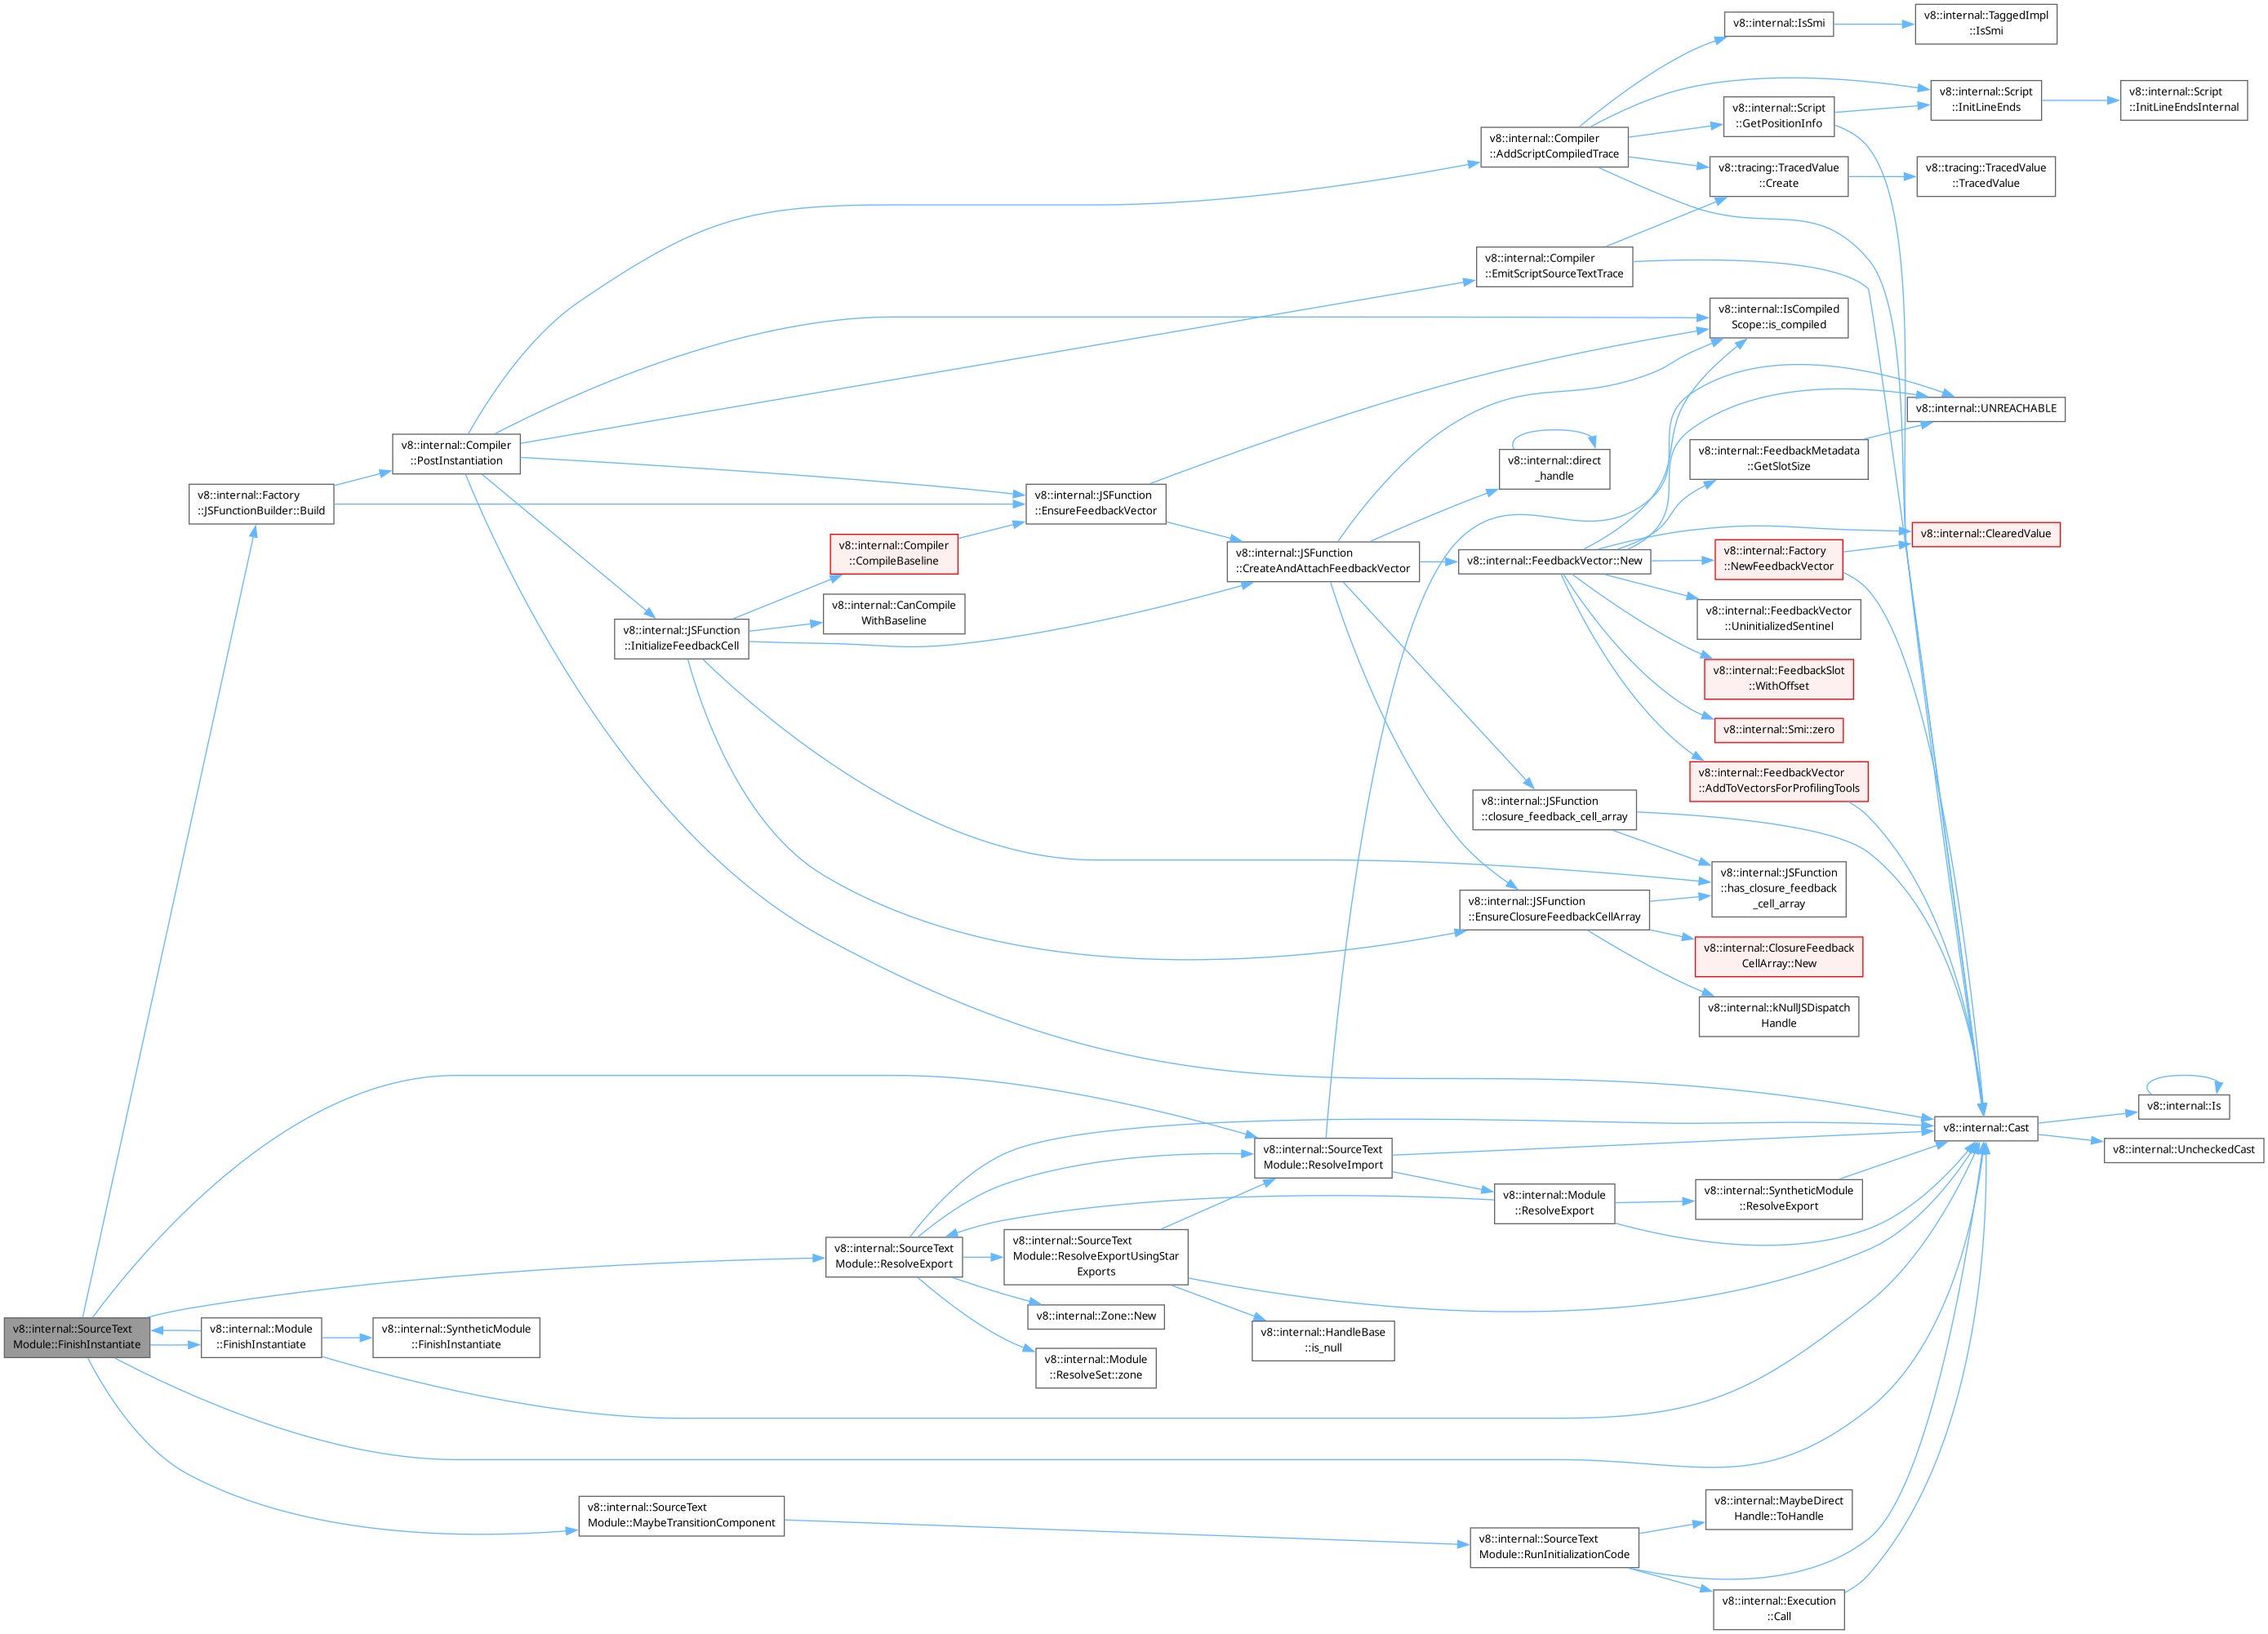 v8::internal::IsSmi
v8::internal::TaggedImpl
::IsSmi
v8::internal::Script
::InitLineEnds
v8::internal::Script
::InitLineEndsInternal
v8::internal::Script
::GetPositionInfo
v8::internal::Compiler
::AddScriptCompiledTrace
v8::tracing::TracedValue
::Create
v8::tracing::TracedValue
::TracedValue
v8::internal::Compiler
::EmitScriptSourceTextTrace
v8::internal::IsCompiled
Scope::is_compiled
v8::internal::UNREACHABLE
v8::internal::Compiler
::PostInstantiation
v8::internal::direct
_handle
v8::internal::FeedbackMetadata
::GetSlotSize
v8::internal::Factory
::JSFunctionBuilder::Build
v8::internal::JSFunction
::EnsureFeedbackVector
v8::internal::ClearedValue
v8::internal::Compiler
::CompileBaseline
v8::internal::JSFunction
::CreateAndAttachFeedbackVector
v8::internal::FeedbackVector::New
v8::internal::Factory
::NewFeedbackVector
v8::internal::CanCompile
WithBaseline
v8::internal::FeedbackVector
::UninitializedSentinel
v8::internal::JSFunction
::InitializeFeedbackCell
v8::internal::FeedbackSlot
::WithOffset
v8::internal::Smi::zero
v8::internal::FeedbackVector
::AddToVectorsForProfilingTools
v8::internal::JSFunction
::closure_feedback_cell_array
v8::internal::JSFunction
::has_closure_feedback
_cell_array
v8::internal::JSFunction
::EnsureClosureFeedbackCellArray
v8::internal::ClosureFeedback
CellArray::New
v8::internal::kNullJSDispatch
Handle
v8::internal::Is
v8::internal::Cast
v8::internal::UncheckedCast
v8::internal::SourceText
Module::ResolveImport
v8::internal::Module
::ResolveExport
v8::internal::SyntheticModule
::ResolveExport
v8::internal::SourceText
Module::ResolveExport
v8::internal::SourceText
Module::ResolveExportUsingStar
Exports
v8::internal::Zone::New
v8::internal::HandleBase
::is_null
v8::internal::SourceText
Module::FinishInstantiate
v8::internal::Module
::FinishInstantiate
v8::internal::SyntheticModule
::FinishInstantiate
v8::internal::Module
::ResolveSet::zone
v8::internal::SourceText
Module::MaybeTransitionComponent
v8::internal::MaybeDirect
Handle::ToHandle
v8::internal::SourceText
Module::RunInitializationCode
v8::internal::Execution
::Call